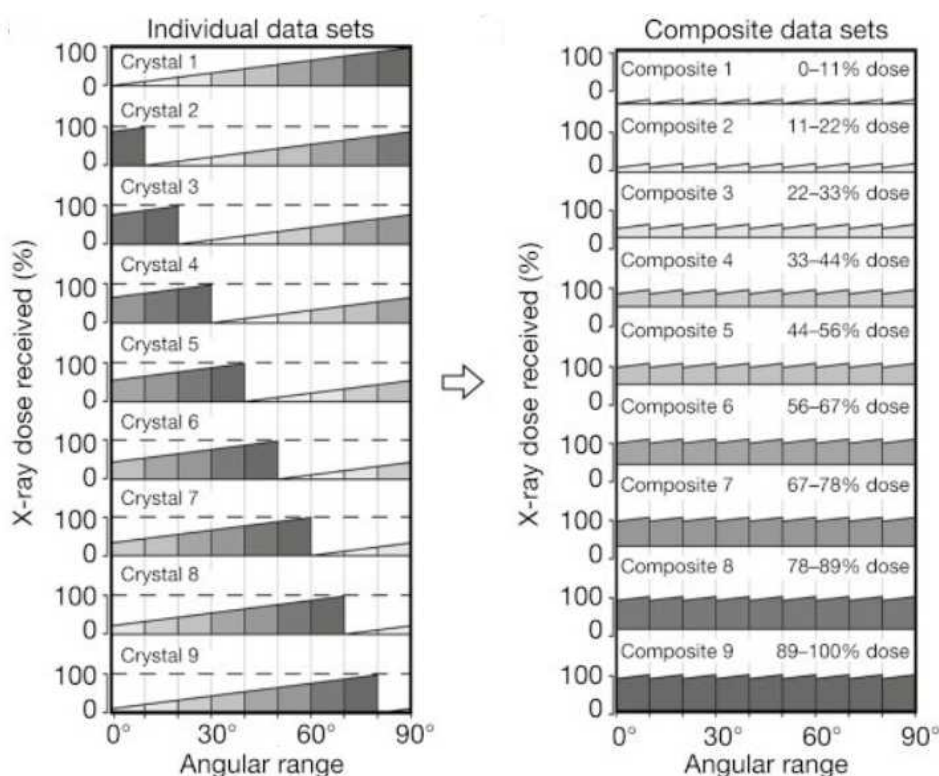 Individual data sets
X-ray dose received (%)
100
0
Crystal 1
100
0
Crystal 2
100
0
Crystal 3
100
0
Crystal 4
100
0
Crystal 5
100
0
Crystal 6
100
0
Crystal 7
100
0
Crystal 8
100
0
Crystal 9
0° 30° 60° 90°
Angular range
Composite data sets
X-ray dose received (%)
100
0
Composite 1 0–11% dose
100
0
Composite 2 11–22% dose
100
0
Composite 3 22–33% dose
100
0
Composite 4 33–44% dose
100
0
Composite 5 44–56% dose
100
0
Composite 6 56–67% dose
100
0
Composite 7 67–78% dose
100
0
Composite 8 78–89% dose
100
0
Composite 9 89–100% dose
0° 30° 60° 90°
Angular range